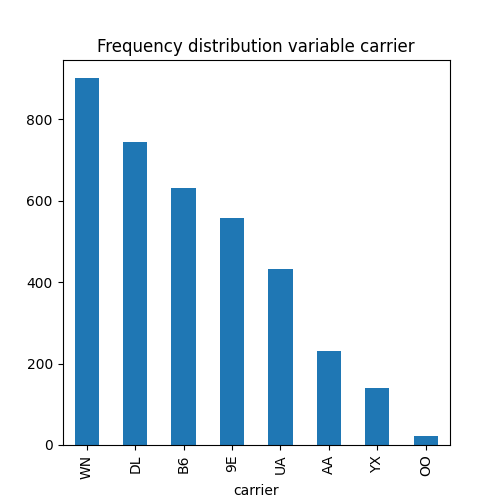 Frequency distribution variable carrier
800
600
400
200
0
WN DL B6 9E UA AA YX OO
carrier